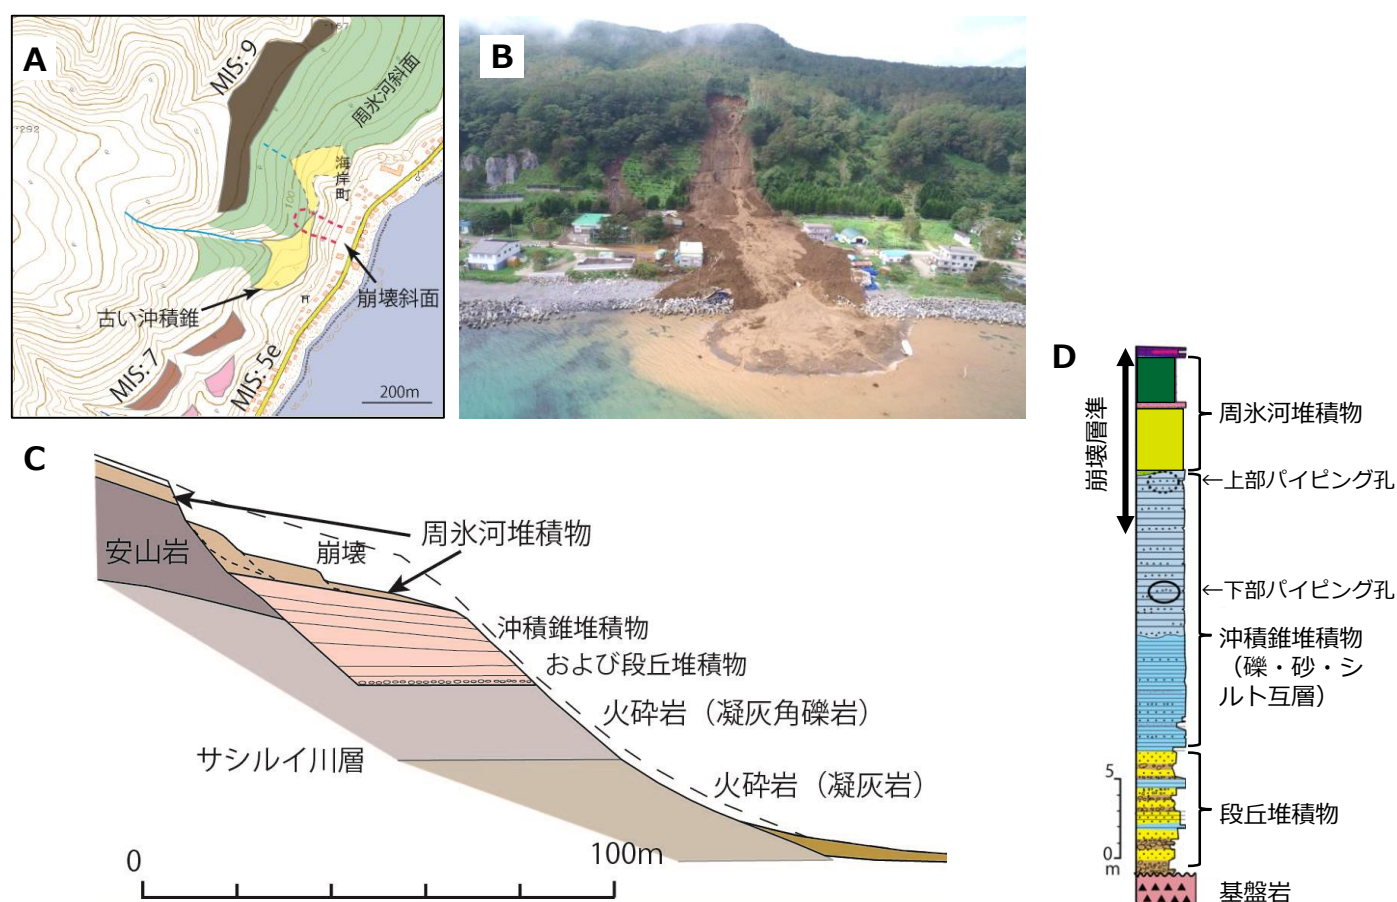 A
MIS: 9
・167
周氷河斜面
・292
海岸町
100
崩壊斜面
古い沖積錐
MIS: 7
MIS: 5e
200m
B
C
周氷河堆積物
安山岩
崩壊
沖積錐堆積物
および段丘堆積物
火砕岩（凝灰角礫岩）
サシルイ川層
火砕岩（凝灰岩）
0
100m
D
崩壊層準
周氷河堆積物
←上部パイピング孔
←下部パイピング孔
沖積錐堆積物
（礫・砂・シ
ルト互層）
5
段丘堆積物
0
m
基盤岩